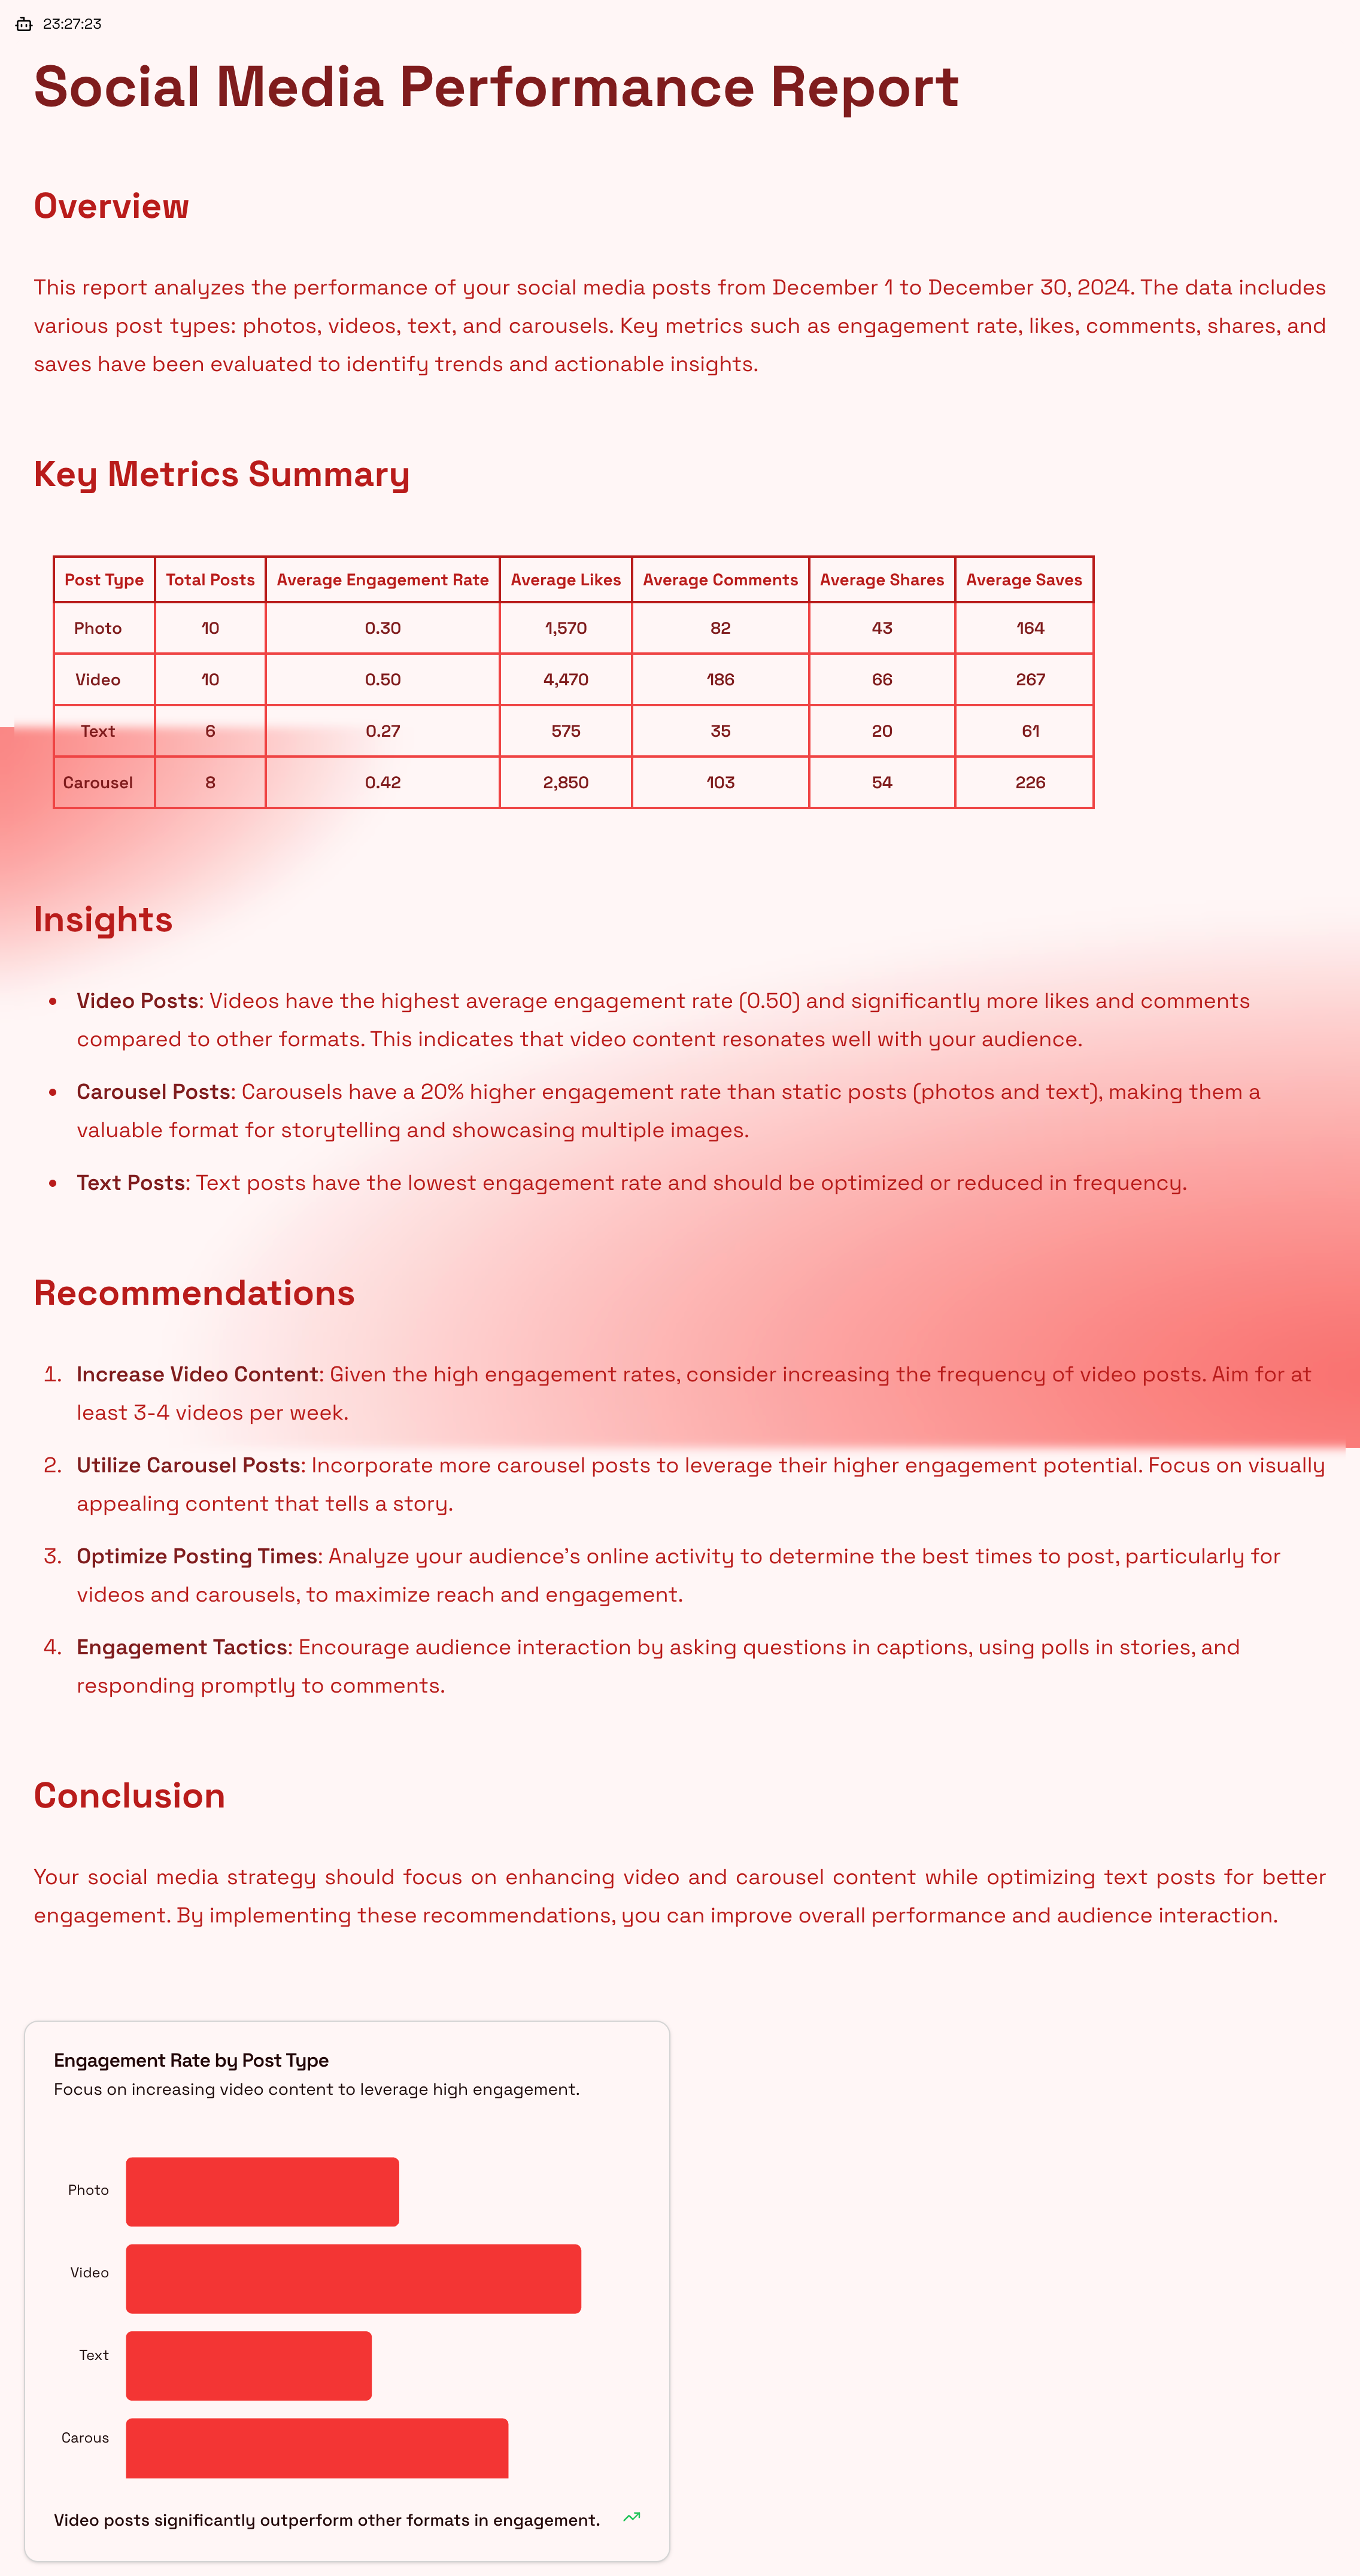 23:27:23
Social Media Performance Report
Overview
This report analyzes the performance of your social media posts from December 1 to December 30, 2024. The data includes
various post types: photos, videos, text, and carousels. Key metrics such as engagement rate, likes, comments, shares, and
saves have been evaluated to identify trends and actionable insights.
Key Metrics Summary
Post Type Total Posts Average Engagement Rate Average Likes Average Comments Average Shares Average Saves
Photo 10 0.30 1,570 82 43 164
Video 10 0.50 4,470 186 66 267
Text 6 0.27 575 35 20 61
Carousel 8 0.42 2,850 103 54 226
Insights
• Video Posts: Videos have the highest average engagement rate (0.50) and significantly more likes and comments
compared to other formats. This indicates that video content resonates well with your audience.
• Carousel Posts: Carousels have a 20% higher engagement rate than static posts (photos and text), making them a
valuable format for storytelling and showcasing multiple images.
• Text Posts: Text posts have the lowest engagement rate and should be optimized or reduced in frequency.
Recommendations
1. Increase Video Content: Given the high engagement rates, consider increasing the frequency of video posts. Aim for at
least 3-4 videos per week.
2. Utilize Carousel Posts: Incorporate more carousel posts to leverage their higher engagement potential. Focus on visually
appealing content that tells a story.
3. Optimize Posting Times: Analyze your audience's online activity to determine the best times to post, particularly for
videos and carousels, to maximize reach and engagement.
4. Engagement Tactics: Encourage audience interaction by asking questions in captions, using polls in stories, and
responding promptly to comments.
Conclusion
Your social media strategy should focus on enhancing video and carousel content while optimizing text posts for better
engagement. By implementing these recommendations, you can improve overall performance and audience interaction.
Engagement Rate by Post Type
Focus on increasing video content to leverage high engagement.
Photo
Video
Text
Carous
Video posts significantly outperform other formats in engagement.